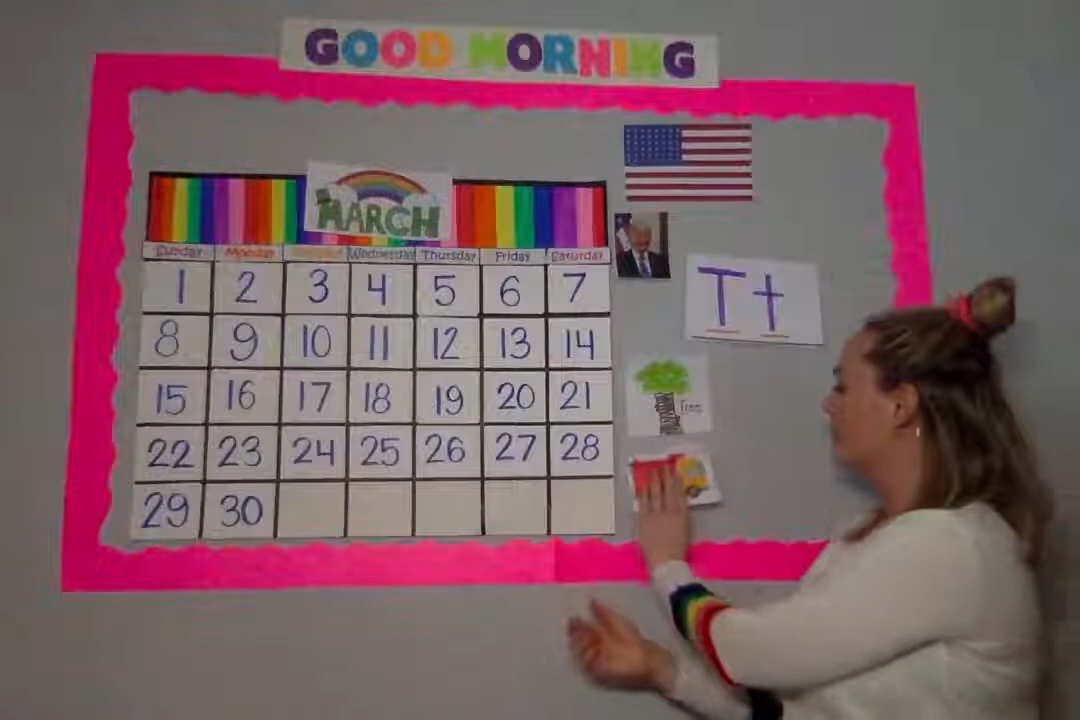 GOOD MORNING
MARCH
Sunday Monday Wednesday Thursday Friday Saturday
1 2 3 4 5 6 7
8 9 10 11 12 13 14
15 16 17 18 19 20 21
22 23 24 25 26 27 28
29 30
Tt
Tree